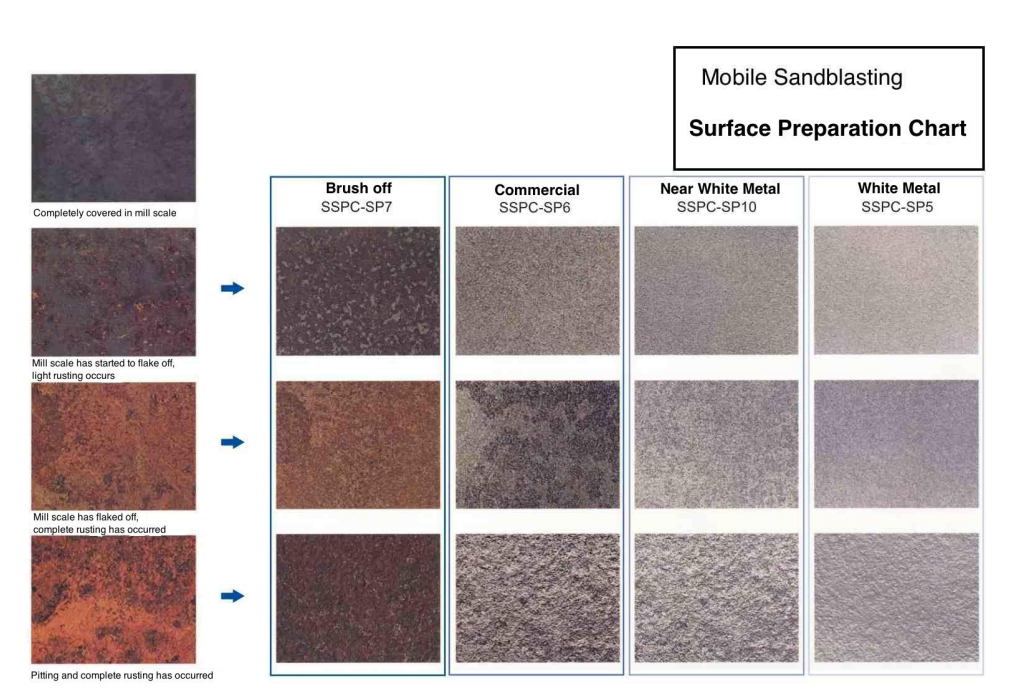 Mobile Sandblasting
Surface Preparation Chart
Brush off
SSPC-SP7
Commercial
SSPC-SP6
Near White Metal
SSPC-SP10
White Metal
SSPC-SP5
Completely covered in mill scale
Mill scale has started to flake off,
light rusting occurs
Mill scale has flaked off,
complete rusting has occurred
Pitting and complete rusting has occurred